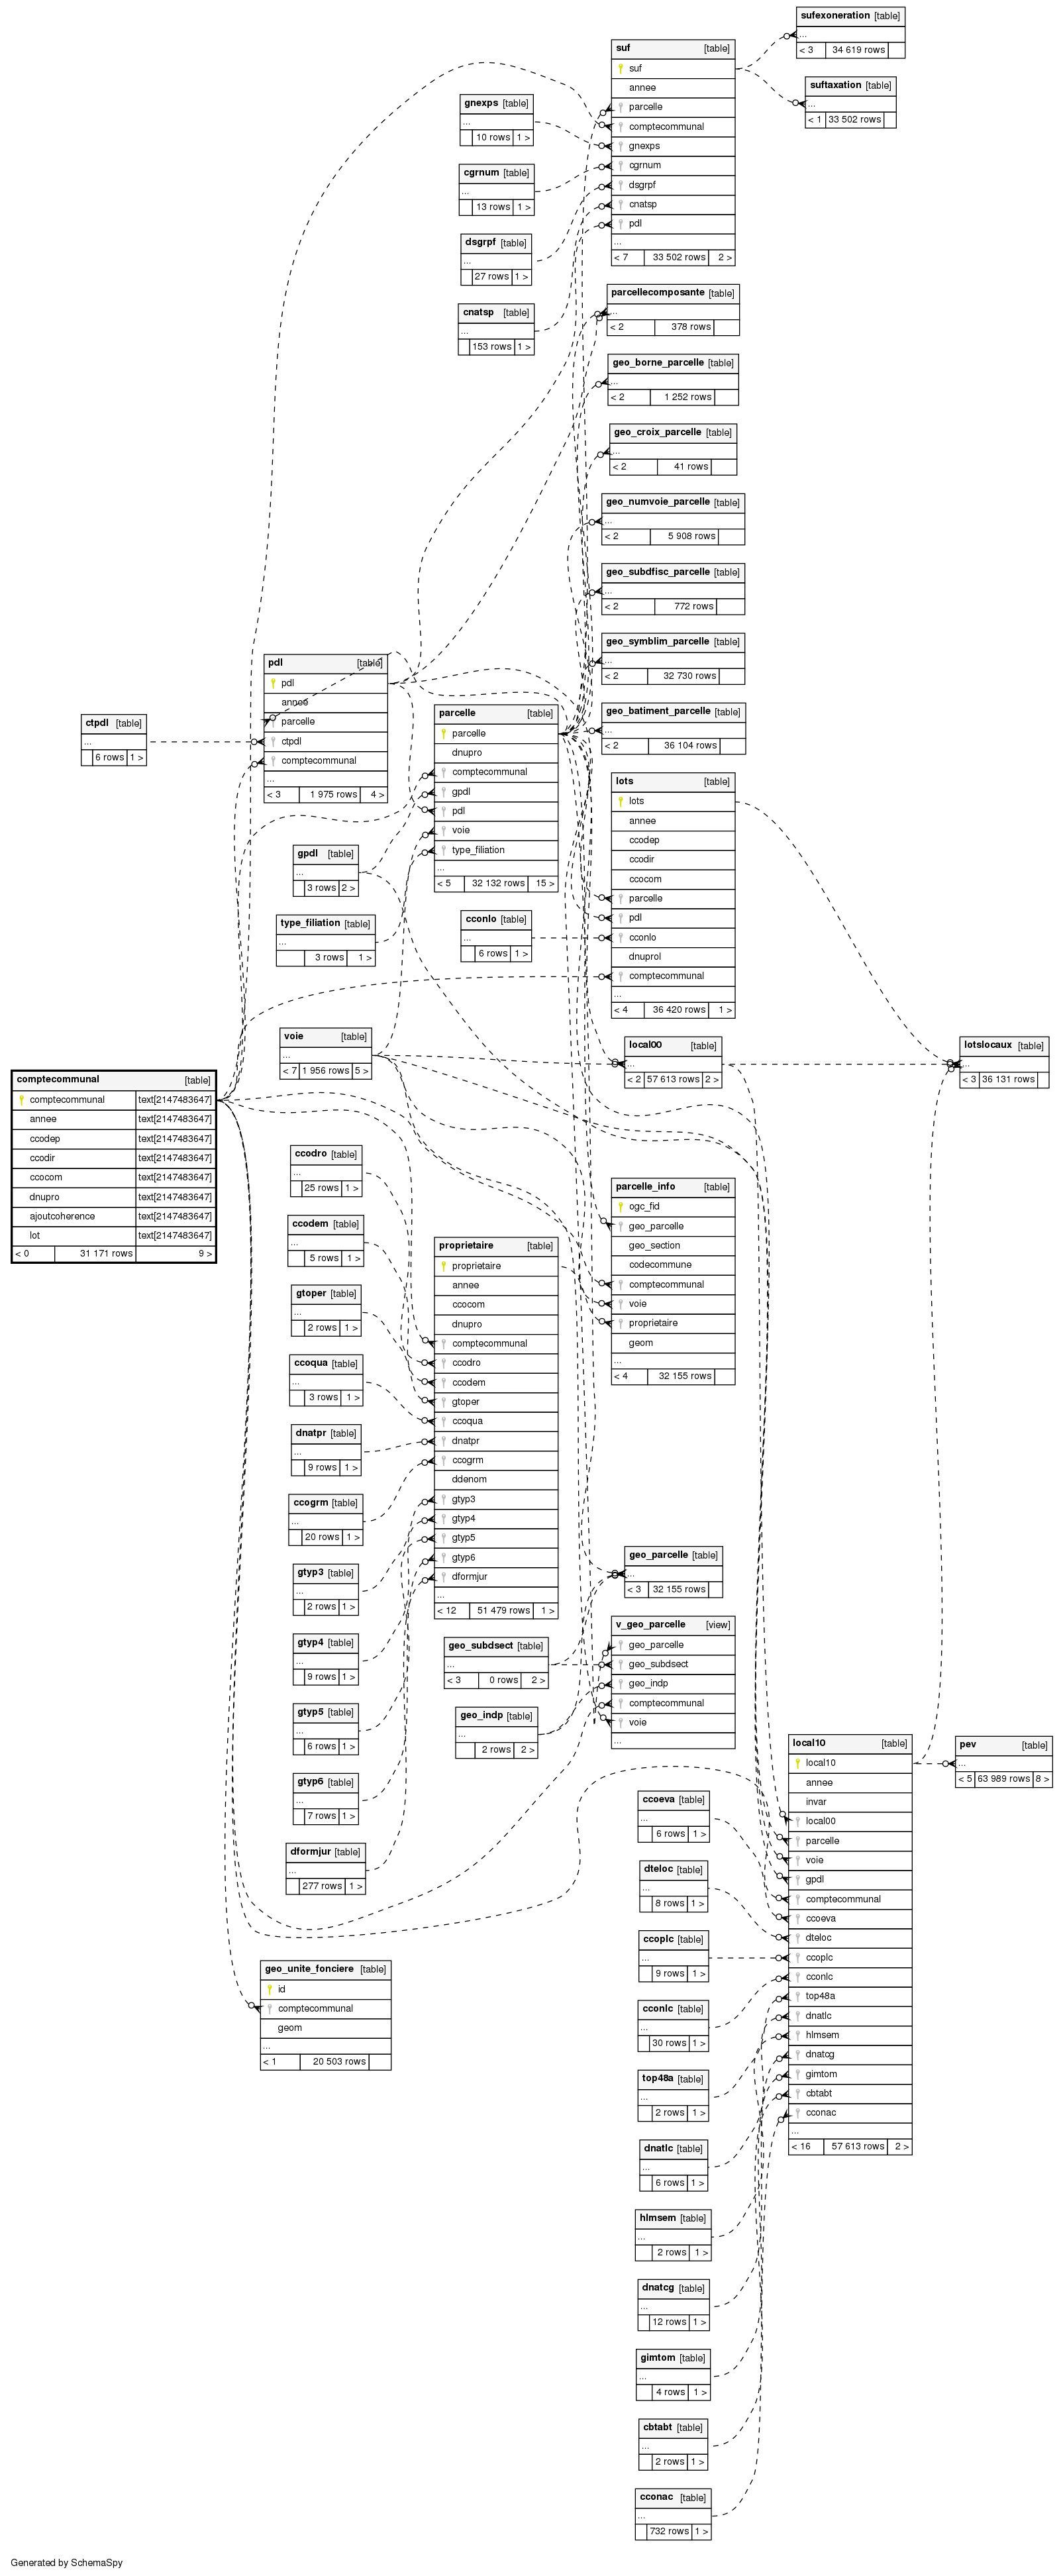 sufexoneration [table]
...
< 3 34 619 rows
suf [table]
suf
annee
parcelle
comptecommunal
gnexps
cgrnum
dsgrpf
cnatsp
pdl
...
< 7 33 502 rows 2 >
suftaxation [table]
...
< 1 33 502 rows
gnexps [table]
...
10 rows 1 >
cgrnum [table]
...
13 rows 1 >
dsgrpf [table]
...
27 rows 1 >
cnatsp [table]
...
153 rows 1 >
parcellecomposante [table]
...
< 2 378 rows
geo_borne_parcelle [table]
...
< 2 1 252 rows
geo_croix_parcelle [table]
...
< 2 41 rows
geo_numvoie_parcelle [table]
...
< 2 5 908 rows
geo_subdfisc_parcelle [table]
...
< 2 772 rows
geo_symblim_parcelle [table]
...
< 2 32 730 rows
geo_batiment_parcelle [table]
...
< 2 36 104 rows
pdl [table]
pdl
annee
parcelle
ctpdl
comptecommunal
...
< 3 1 975 rows 4 >
ctpdl [table]
...
6 rows 1 >
parcelle [table]
parcelle
dnupro
comptecommunal
gpdl
pdl
voie
type_filiation
...
< 5 32 132 rows 15 >
lots [table]
lots
annee
ccodep
ccodir
ccocom
parcelle
pdl
cconlo
dnuprol
comptecommunal
...
< 4 36 420 rows 1 >
gpdl [table]
...
3 rows 2 >
type_filiation [table]
...
3 rows 1 >
cconlo [table]
...
6 rows 1 >
voie [table]
...
< 7 1 956 rows 5 >
local00 [table]
...
< 2 57 613 rows 2 >
lotslocaux [table]
...
< 3 36 131 rows
comptecommunal [table]
comptecommunal text[2147483647]
annee text[2147483647]
ccodep text[2147483647]
ccodir text[2147483647]
ccocom text[2147483647]
dnupro text[2147483647]
ajoutcoherence text[2147483647]
lot text[2147483647]
< 0 31 171 rows 9 >
ccodro [table]
...
25 rows 1 >
ccodem [table]
...
5 rows 1 >
gtoper [table]
...
2 rows 1 >
ccoqua [table]
...
3 rows 1 >
dnatpr [table]
...
9 rows 1 >
ccogrm [table]
...
20 rows 1 >
gtyp3 [table]
...
2 rows 1 >
gtyp4 [table]
...
9 rows 1 >
gtyp5 [table]
...
6 rows 1 >
gtyp6 [table]
...
7 rows 1 >
dformjur [table]
...
277 rows 1 >
proprietaire [table]
proprietaire
annee
ccocom
dnupro
comptecommunal
ccodro
ccodem
gtoper
ccoqua
dnatpr
ccogrm
ddenom
gtyp3
gtyp4
gtyp5
gtyp6
dformjur
...
< 12 51 479 rows 1 >
parcelle_info [table]
ogc_fid
geo_parcelle
geo_section
codecommune
comptecommunal
voie
proprietaire
geom
...
< 4 32 155 rows
geo_parcelle [table]
...
< 3 32 155 rows
geo_subdsect [table]
...
< 3 0 rows 2 >
geo_indp [table]
...
2 rows 2 >
v_geo_parcelle [view]
geo_parcelle
geo_subdsect
geo_indp
comptecommunal
voie
...
local10 [table]
local10
annee
invar
local00
parcelle
voie
gpdl
comptecommunal
ccoeva
dteloc
ccoplc
cconlc
top48a
dnatlc
hlmsem
dnatcg
gimtom
cbtabt
cconac
...
< 16 57 613 rows 2 >
pev [table]
...
< 5 63 989 rows 8 >
ccoeva [table]
...
6 rows 1 >
dteloc [table]
...
8 rows 1 >
ccoplc [table]
...
9 rows 1 >
cconlc [table]
...
30 rows 1 >
top48a [table]
...
2 rows 1 >
dnatlc [table]
...
6 rows 1 >
hlmsem [table]
...
2 rows 1 >
dnatcg [table]
...
12 rows 1 >
gimtom [table]
...
4 rows 1 >
cbtabt [table]
...
2 rows 1 >
cconac [table]
...
732 rows 1 >
geo_unite_fonciere [table]
id
comptecommunal
geom
...
< 1 20 503 rows
Generated by SchemaSpy